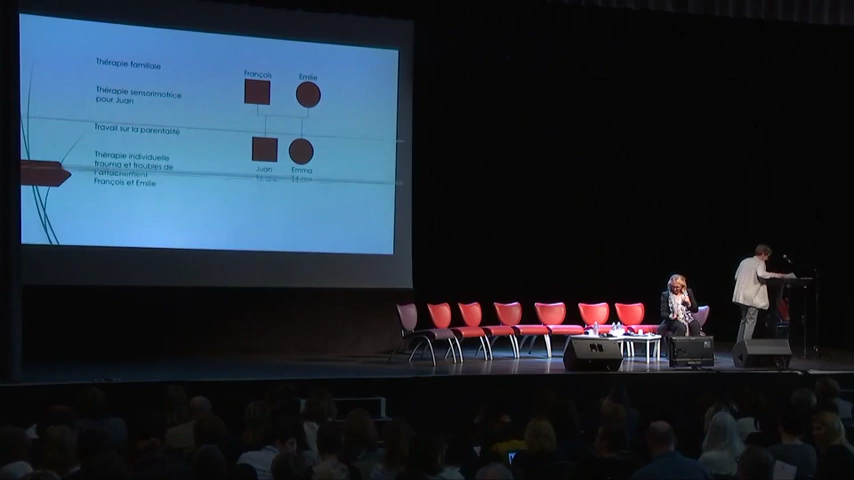 Thérapie familiale
François
Emilie
Thérapie sensorimotrice
pour Juan
Travail sur la parentalité
Thérapie individuelle
trauma et troubles de
l'attachement
François et Emilie
Juan
Emma